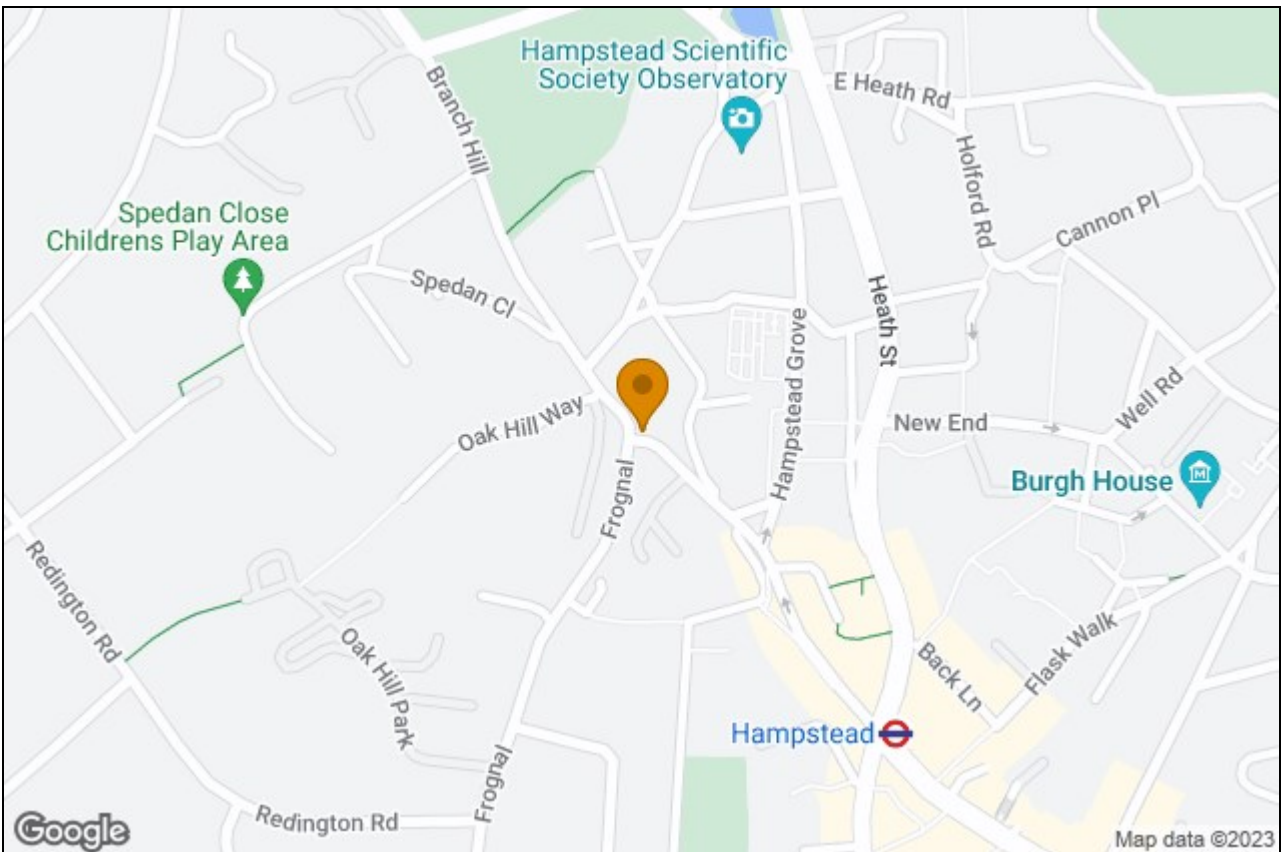 Hampstead Scientific
Society Observatory
E Heath Rd
Branch Hill
Holford Rd
Cannon Pl
Spedan Close
Childrens Play Area
Spedan Cl
Heath St
Hampstead Grove
Well Rd
Oak Hill Way
New End
Burgh House
M
Frognal
Redington Rd
Oak Hill Park
Flask Walk
Back Ln
Hampstead
Frognal
Redington Rd
Google
Map data ©2023